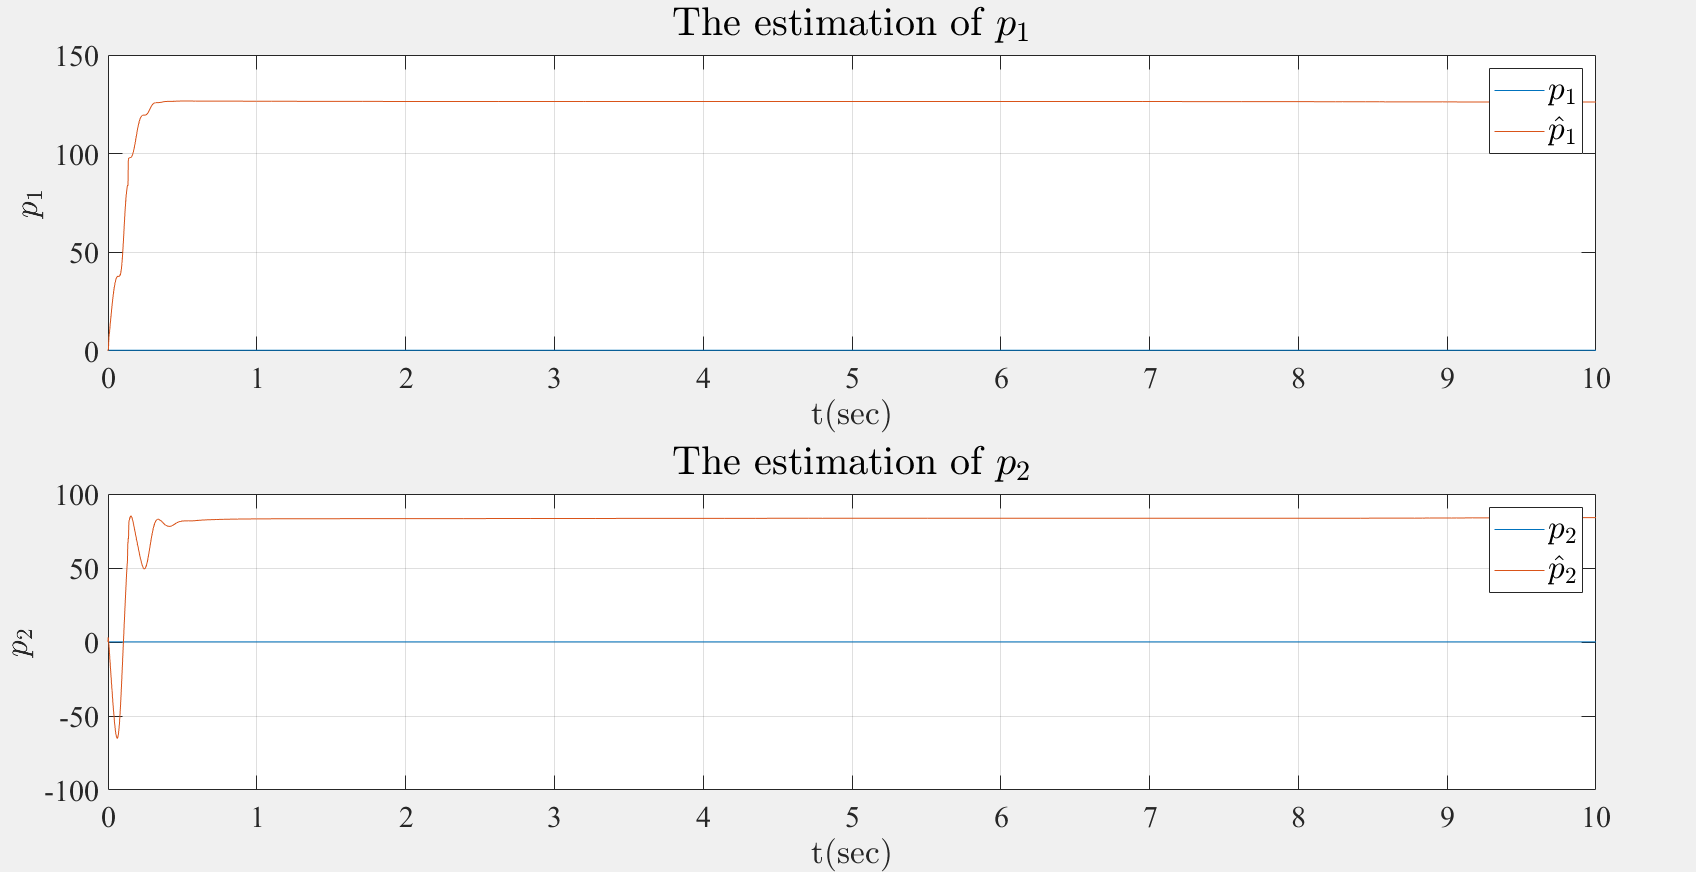 The estimation of p₁
150
100
50
0
p₁
p₁
p̂₁
0 1 2 3 4 5 6 7 8 9 10
t(sec)
The estimation of p₂
100
50
0
-50
-100
p₂
p₂
p̂₂
0 1 2 3 4 5 6 7 8 9 10
t(sec)